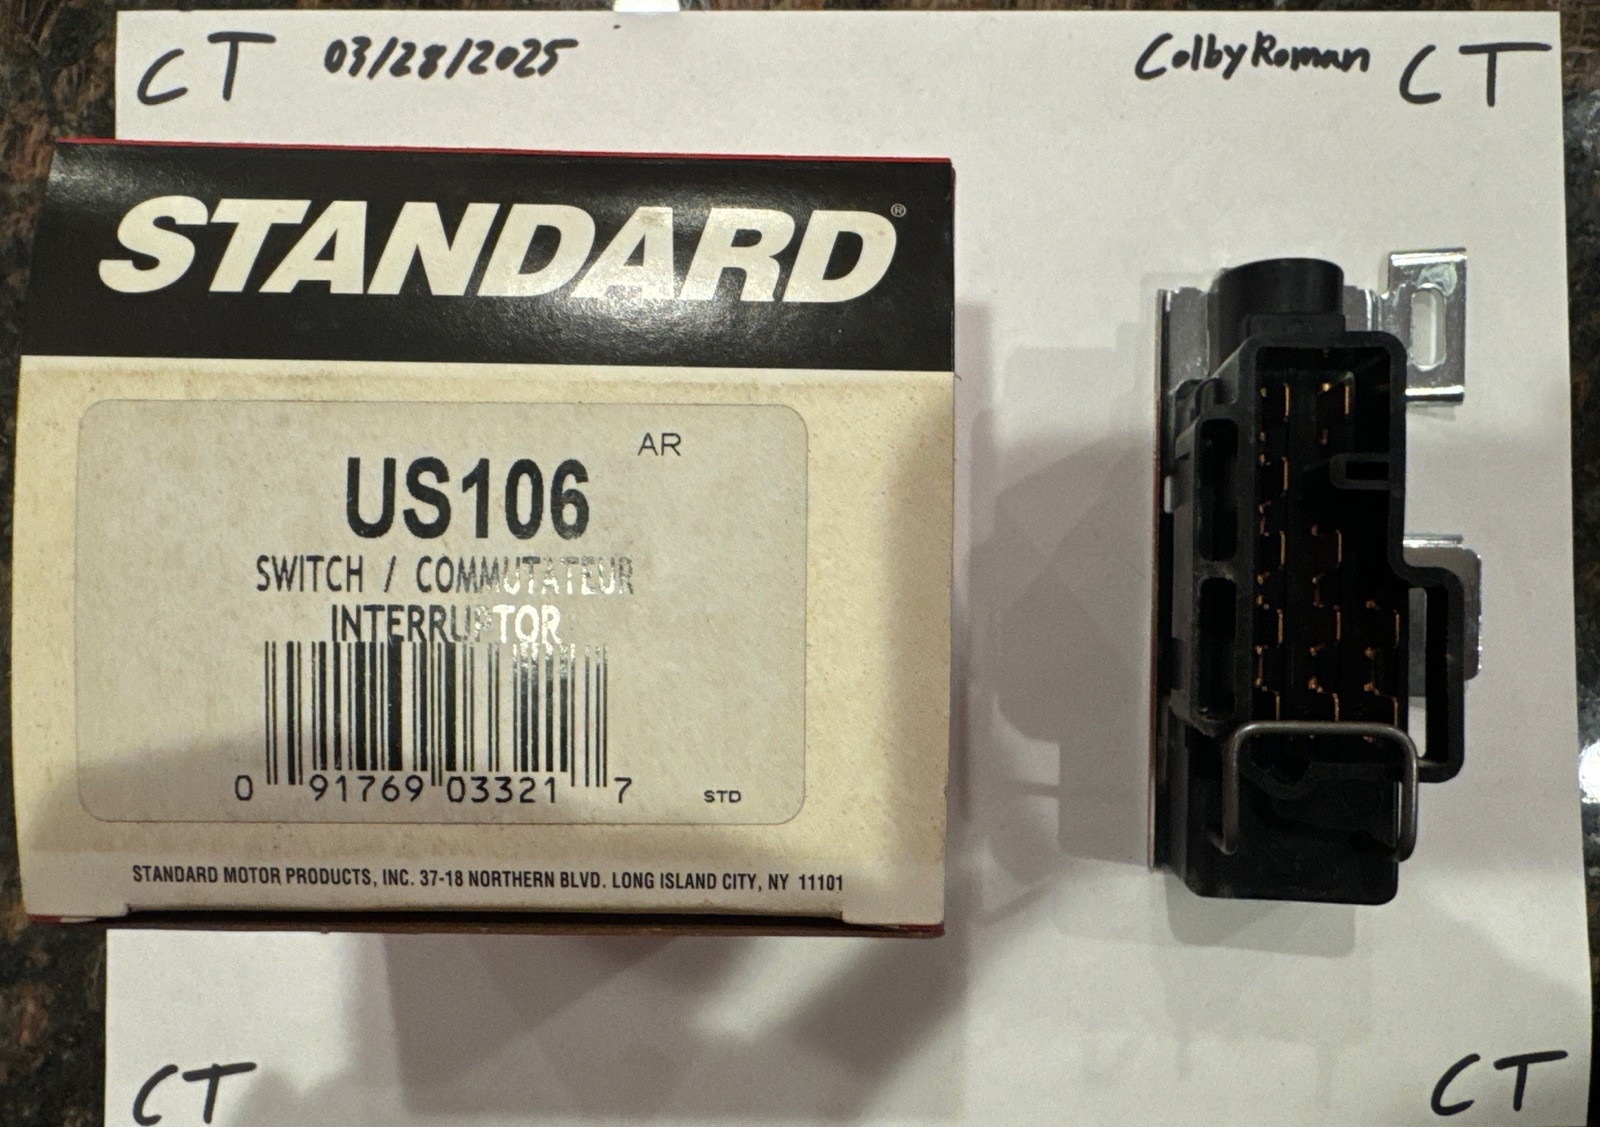 CT 03/28/2025 ColbyRoman CT
STANDARD®
AR
US106
SWITCH / COMMUTATEUR
INTERRUPTOR
0 91769 03321 7
STD
STANDARD MOTOR PRODUCTS, INC. 37-18 NORTHERN BLVD. LONG ISLAND CITY, NY 11101
CT CT